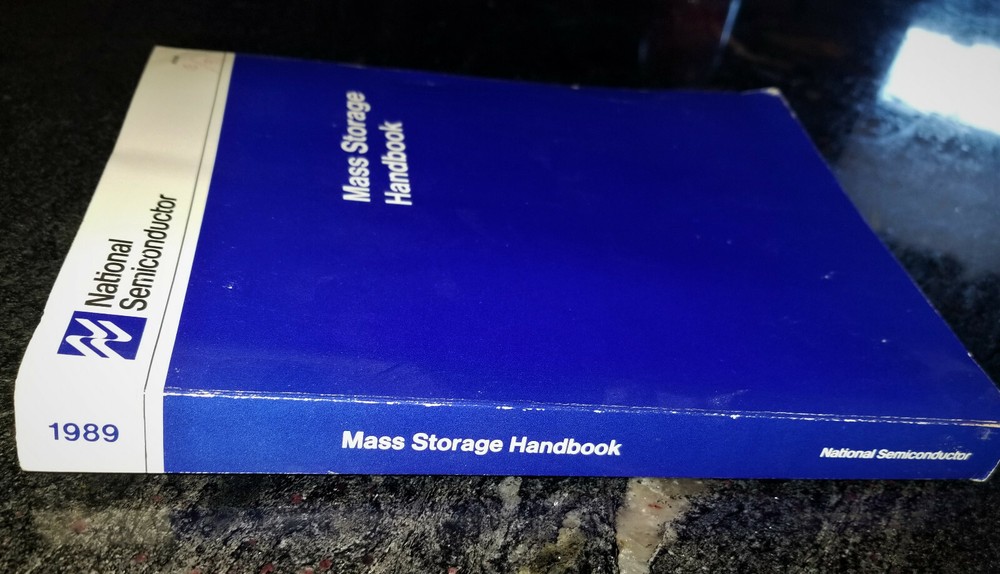 National
Semiconductor
Mass Storage
Handbook
1989
Mass Storage Handbook
National Semiconductor